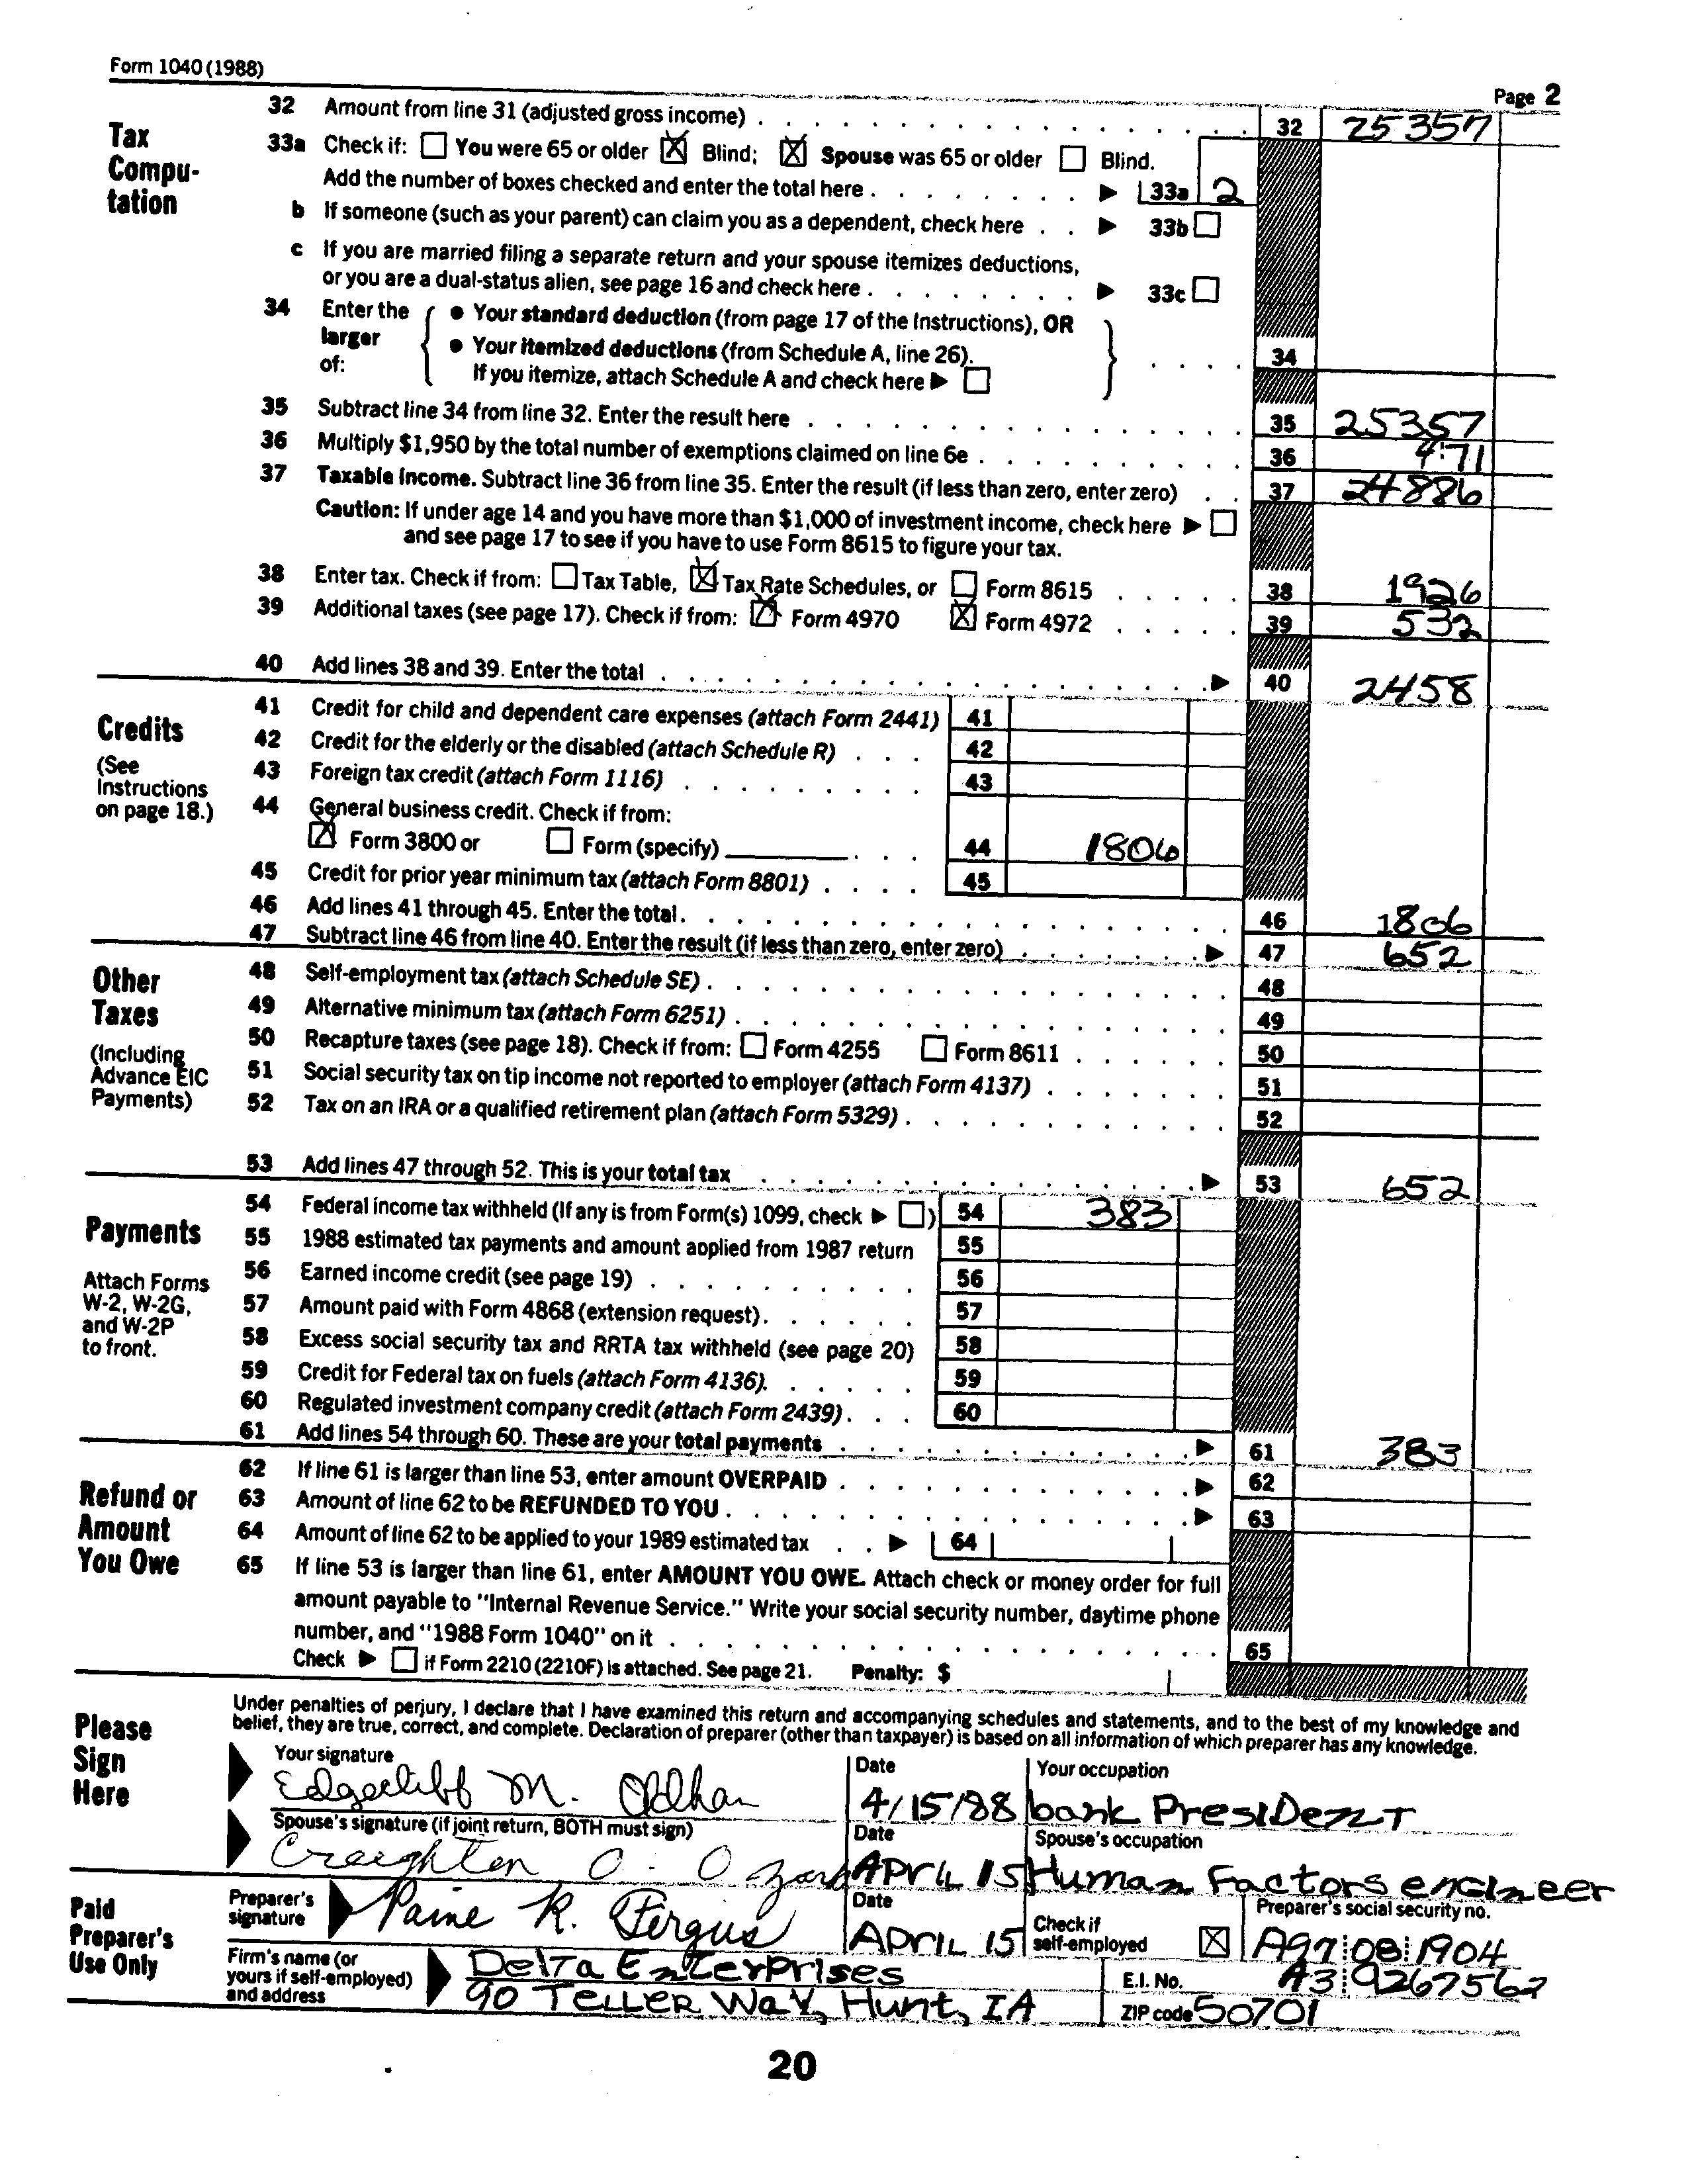 Form 1040 (1988)
Page 2
Tax Compu-tation
32 Amount from line 31 (adjusted gross income) . . . 32 25357
33a Check if: ☐ You were 65 or older ☒ Blind; ☒ Spouse was 65 or older ☐ Blind.
Add the number of boxes checked and enter the total here . . . ▶ 33a 2
b If someone (such as your parent) can claim you as a dependent, check here . . ▶ 33b ☐
c If you are married filing a separate return and your spouse itemizes deductions,
or you are a dual-status alien, see page 16 and check here . . . ▶ 33c ☐
34 Enter the larger of:
● Your standard deduction (from page 17 of the Instructions), OR
● Your itemized deductions (from Schedule A, line 26).
If you itemize, attach Schedule A and check here ▶ ☐ . . . 34
35 Subtract line 34 from line 32. Enter the result here . . . 35 25357
36 Multiply $1,950 by the total number of exemptions claimed on line 6e . . . 36 471
37 Taxable income. Subtract line 36 from line 35. Enter the result (if less than zero, enter zero) . . 37 24886
Caution: If under age 14 and you have more than $1,000 of investment income, check here ▶ ☐
and see page 17 to see if you have to use Form 8615 to figure your tax.
38 Enter tax. Check if from: ☐ Tax Table, ☒ Tax Rate Schedules, or ☐ Form 8615 . . . 38 1926
39 Additional taxes (see page 17). Check if from: ☒ Form 4970 ☒ Form 4972 . . . 39 532
40 Add lines 38 and 39. Enter the total . . . ▶ 40 2458
Credits
(See Instructions on page 18.)
41 Credit for child and dependent care expenses (attach Form 2441) 41
42 Credit for the elderly or the disabled (attach Schedule R) . . . 42
43 Foreign tax credit (attach Form 1116) . . . 43
44 General business credit. Check if from:
☒ Form 3800 or ☐ Form (specify) ____ . . . 44 1806
45 Credit for prior year minimum tax (attach Form 8801) . . . 45
46 Add lines 41 through 45. Enter the total . . . 46 1806
47 Subtract line 46 from line 40. Enter the result (if less than zero, enter zero) . . . ▶ 47 652
Other Taxes
(Including Advance EIC Payments)
48 Self-employment tax (attach Schedule SE) . . . 48
49 Alternative minimum tax (attach Form 6251) . . . 49
50 Recapture taxes (see page 18). Check if from: ☐ Form 4255 ☐ Form 8611 . . . 50
51 Social security tax on tip income not reported to employer (attach Form 4137) . . . 51
52 Tax on an IRA or a qualified retirement plan (attach Form 5329) . . . 52
53 Add lines 47 through 52. This is your total tax . . . ▶ 53 652
Payments
Attach Forms W-2, W-2G, and W-2P to front.
54 Federal income tax withheld (If any is from Form(s) 1099, check ▶ ☐) 54 383
55 1988 estimated tax payments and amount applied from 1987 return 55
56 Earned income credit (see page 19) . . . 56
57 Amount paid with Form 4868 (extension request) . . . 57
58 Excess social security tax and RRTA tax withheld (see page 20) 58
59 Credit for Federal tax on fuels (attach Form 4136). . . . 59
60 Regulated investment company credit (attach Form 2439) . . . 60
61 Add lines 54 through 60. These are your total payments . . . ▶ 61 383
Refund or Amount You Owe
62 If line 61 is larger than line 53, enter amount OVERPAID . . . ▶ 62
63 Amount of line 62 to be REFUNDED TO YOU . . . ▶ 63
64 Amount of line 62 to be applied to your 1989 estimated tax . . ▶ 64
65 If line 53 is larger than line 61, enter AMOUNT YOU OWE. Attach check or money order for full
amount payable to "Internal Revenue Service." Write your social security number, daytime phone
number, and "1988 Form 1040" on it . . . 65
Check ▶ ☐ if Form 2210 (2210F) is attached. See page 21. Penalty: $
Please Sign Here
Under penalties of perjury, I declare that I have examined this return and accompanying schedules and statements, and to the best of my knowledge and
belief, they are true, correct, and complete. Declaration of preparer (other than taxpayer) is based on all information of which preparer has any knowledge.
Your signature Date Your occupation
Edgecliff M. Oldham 4/15/88 bank PresiDenT
Spouse's signature (if joint return, BOTH must sign) Date Spouse's occupation
Creighton O. Ozark APriL 15 Human Factors engineer
Paid Preparer's Use Only
Preparer's signature Date Check if self-employed Preparer's social security no.
Paine R. Fergus APRIL 15 ☒ A97 08 1904
Firm's name (or yours if self-employed) and address
Delta Enterprises E.I. No. A3 9267562
90 TeLLER Way, Hunt, IA ZIP code 50701
20